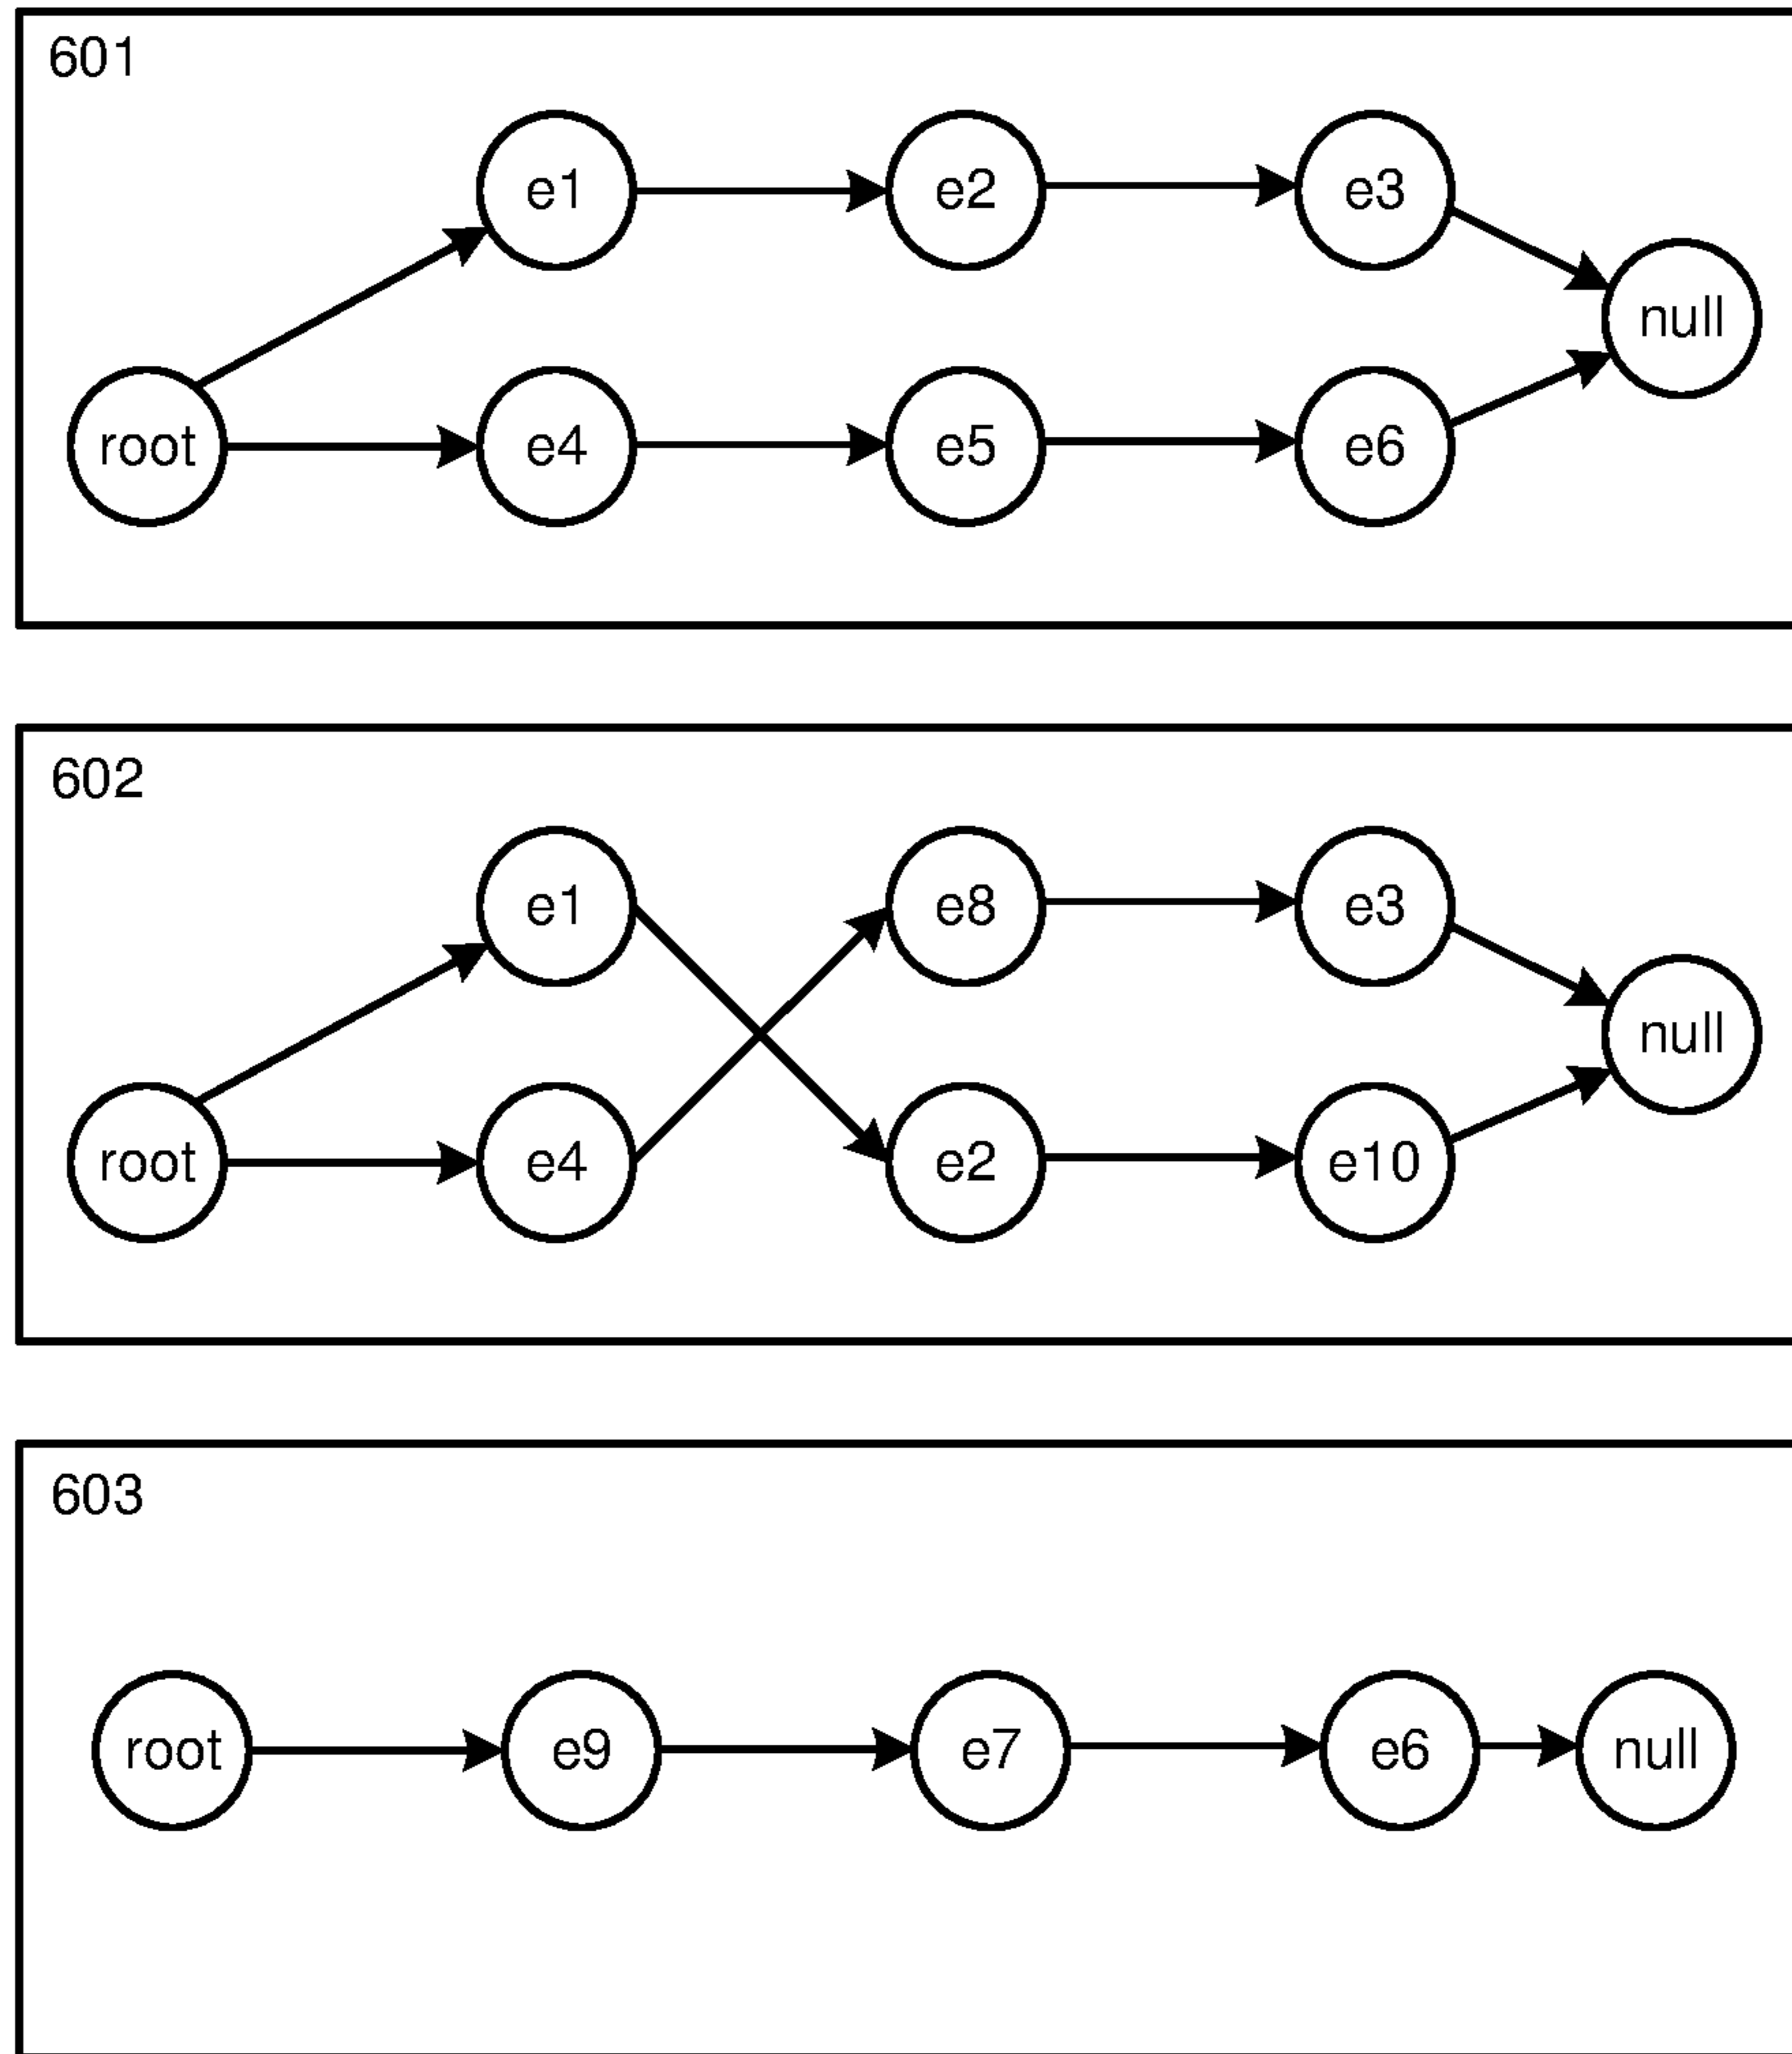 601
e1 e2 e3
null
root e4 e5 e6
602
e1 e8 e3
null
root e4 e2 e10
603
root e9 e7 e6 null